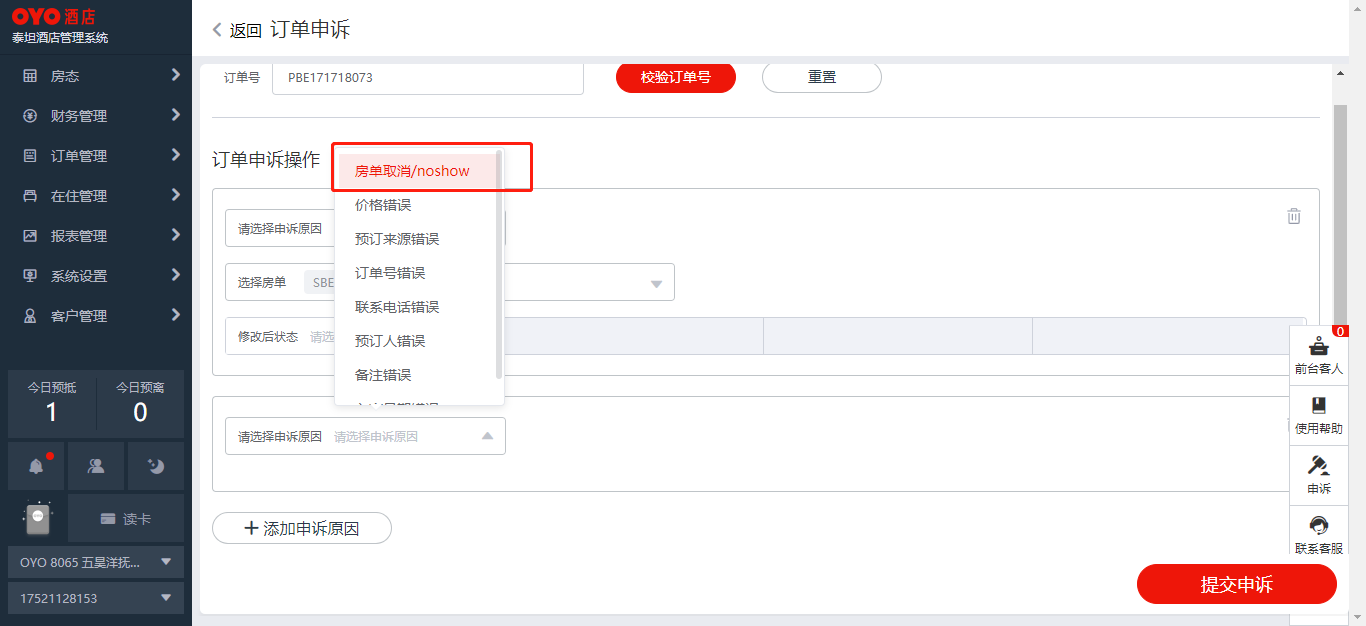 OYO 酒店
泰坦酒店管理系统
房态
财务管理
订单管理
在住管理
报表管理
系统设置
客户管理
今日预抵
1
今日预离
0
读卡
OYO 8065 五昊洋抚...
17521128153
返回 订单申诉
订单号 PBE171718073
校验订单号
重置
订单申诉操作
房单取消/noshow
价格错误
预订来源错误
订单号错误
联系电话错误
预订人错误
备注错误
请选择申诉原因
选择房单 SBE
修改后状态 请选
请选择申诉原因 请选择申诉原因
添加申诉原因
0
前台客人
使用帮助
申诉
联系客服
提交申诉